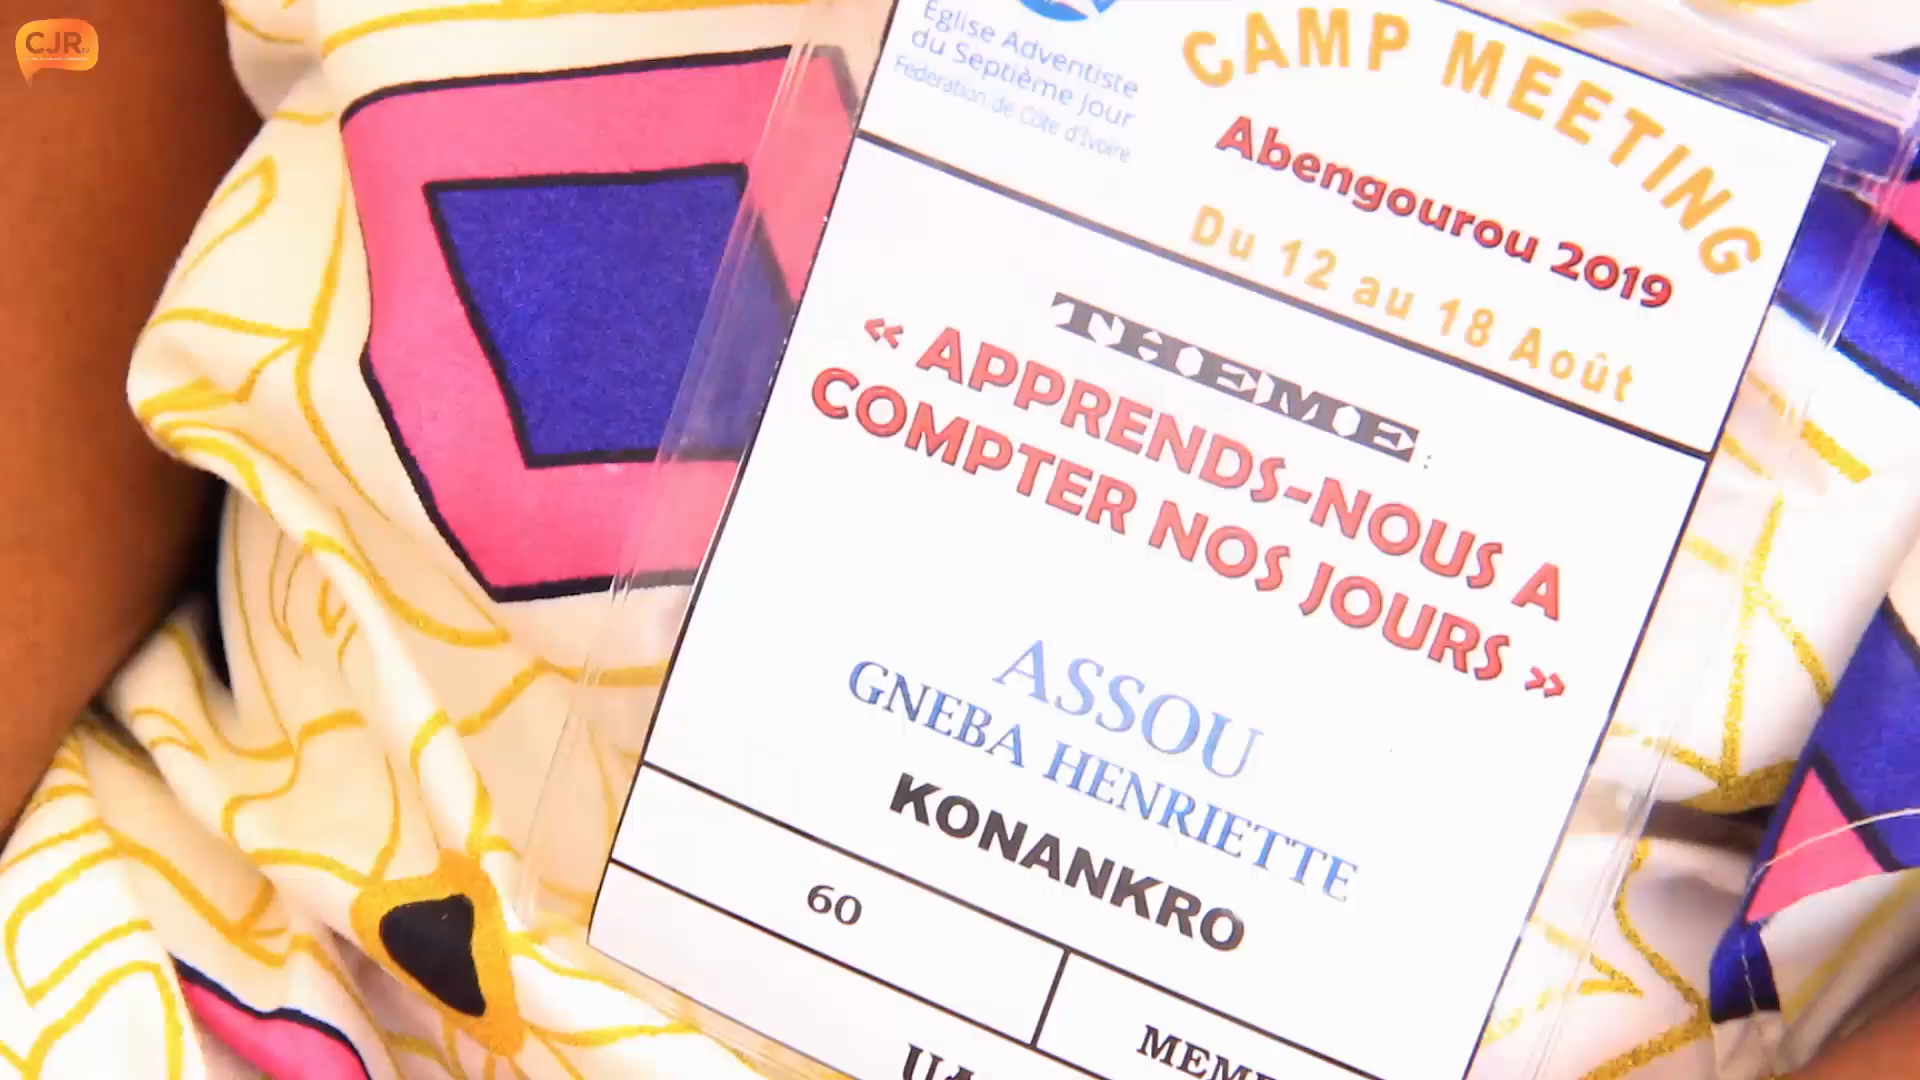 CJR
Eglise Adventiste
du Septième Jour
Fédération de Côte d'Ivoire
CAMP MEETING
Abengourou 2019
Du 12 au 18 Août
THEME :
« APPRENDS-NOUS A
COMPTER NOS JOURS »
ASSOU
GNEBA HENRIETTE
KONANKRO
60